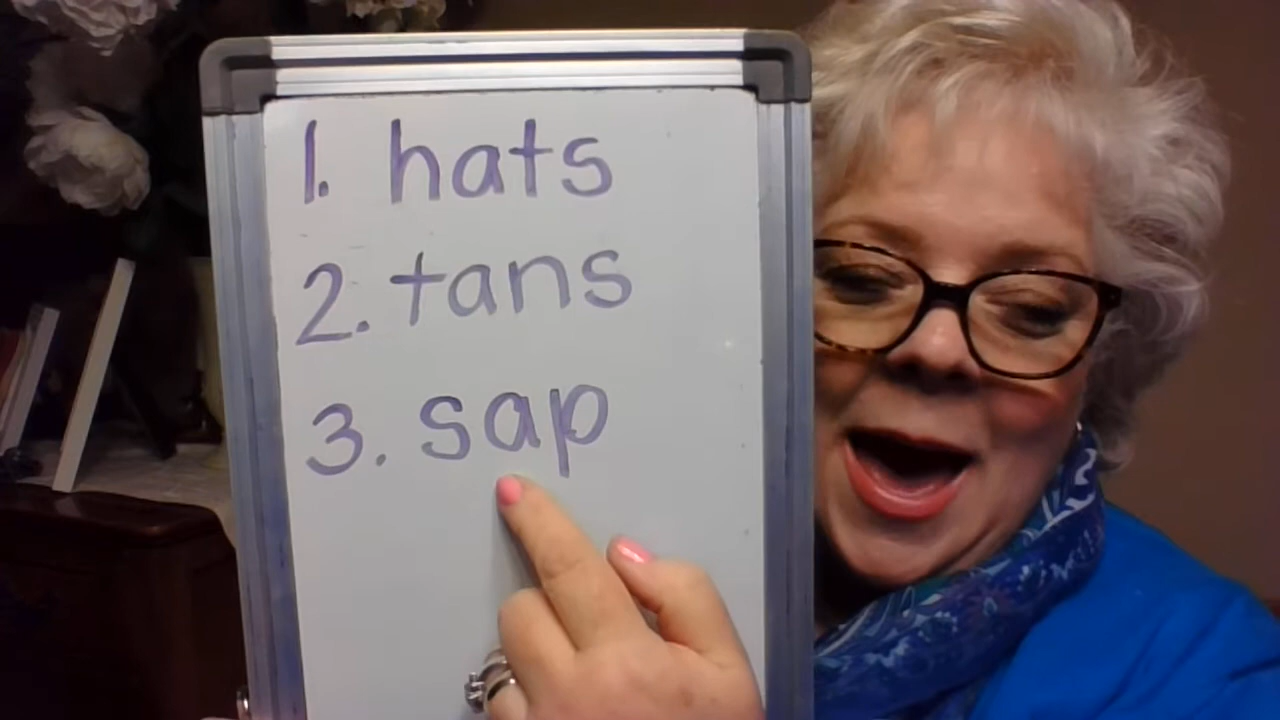 1. hats
2. tans
3. sap